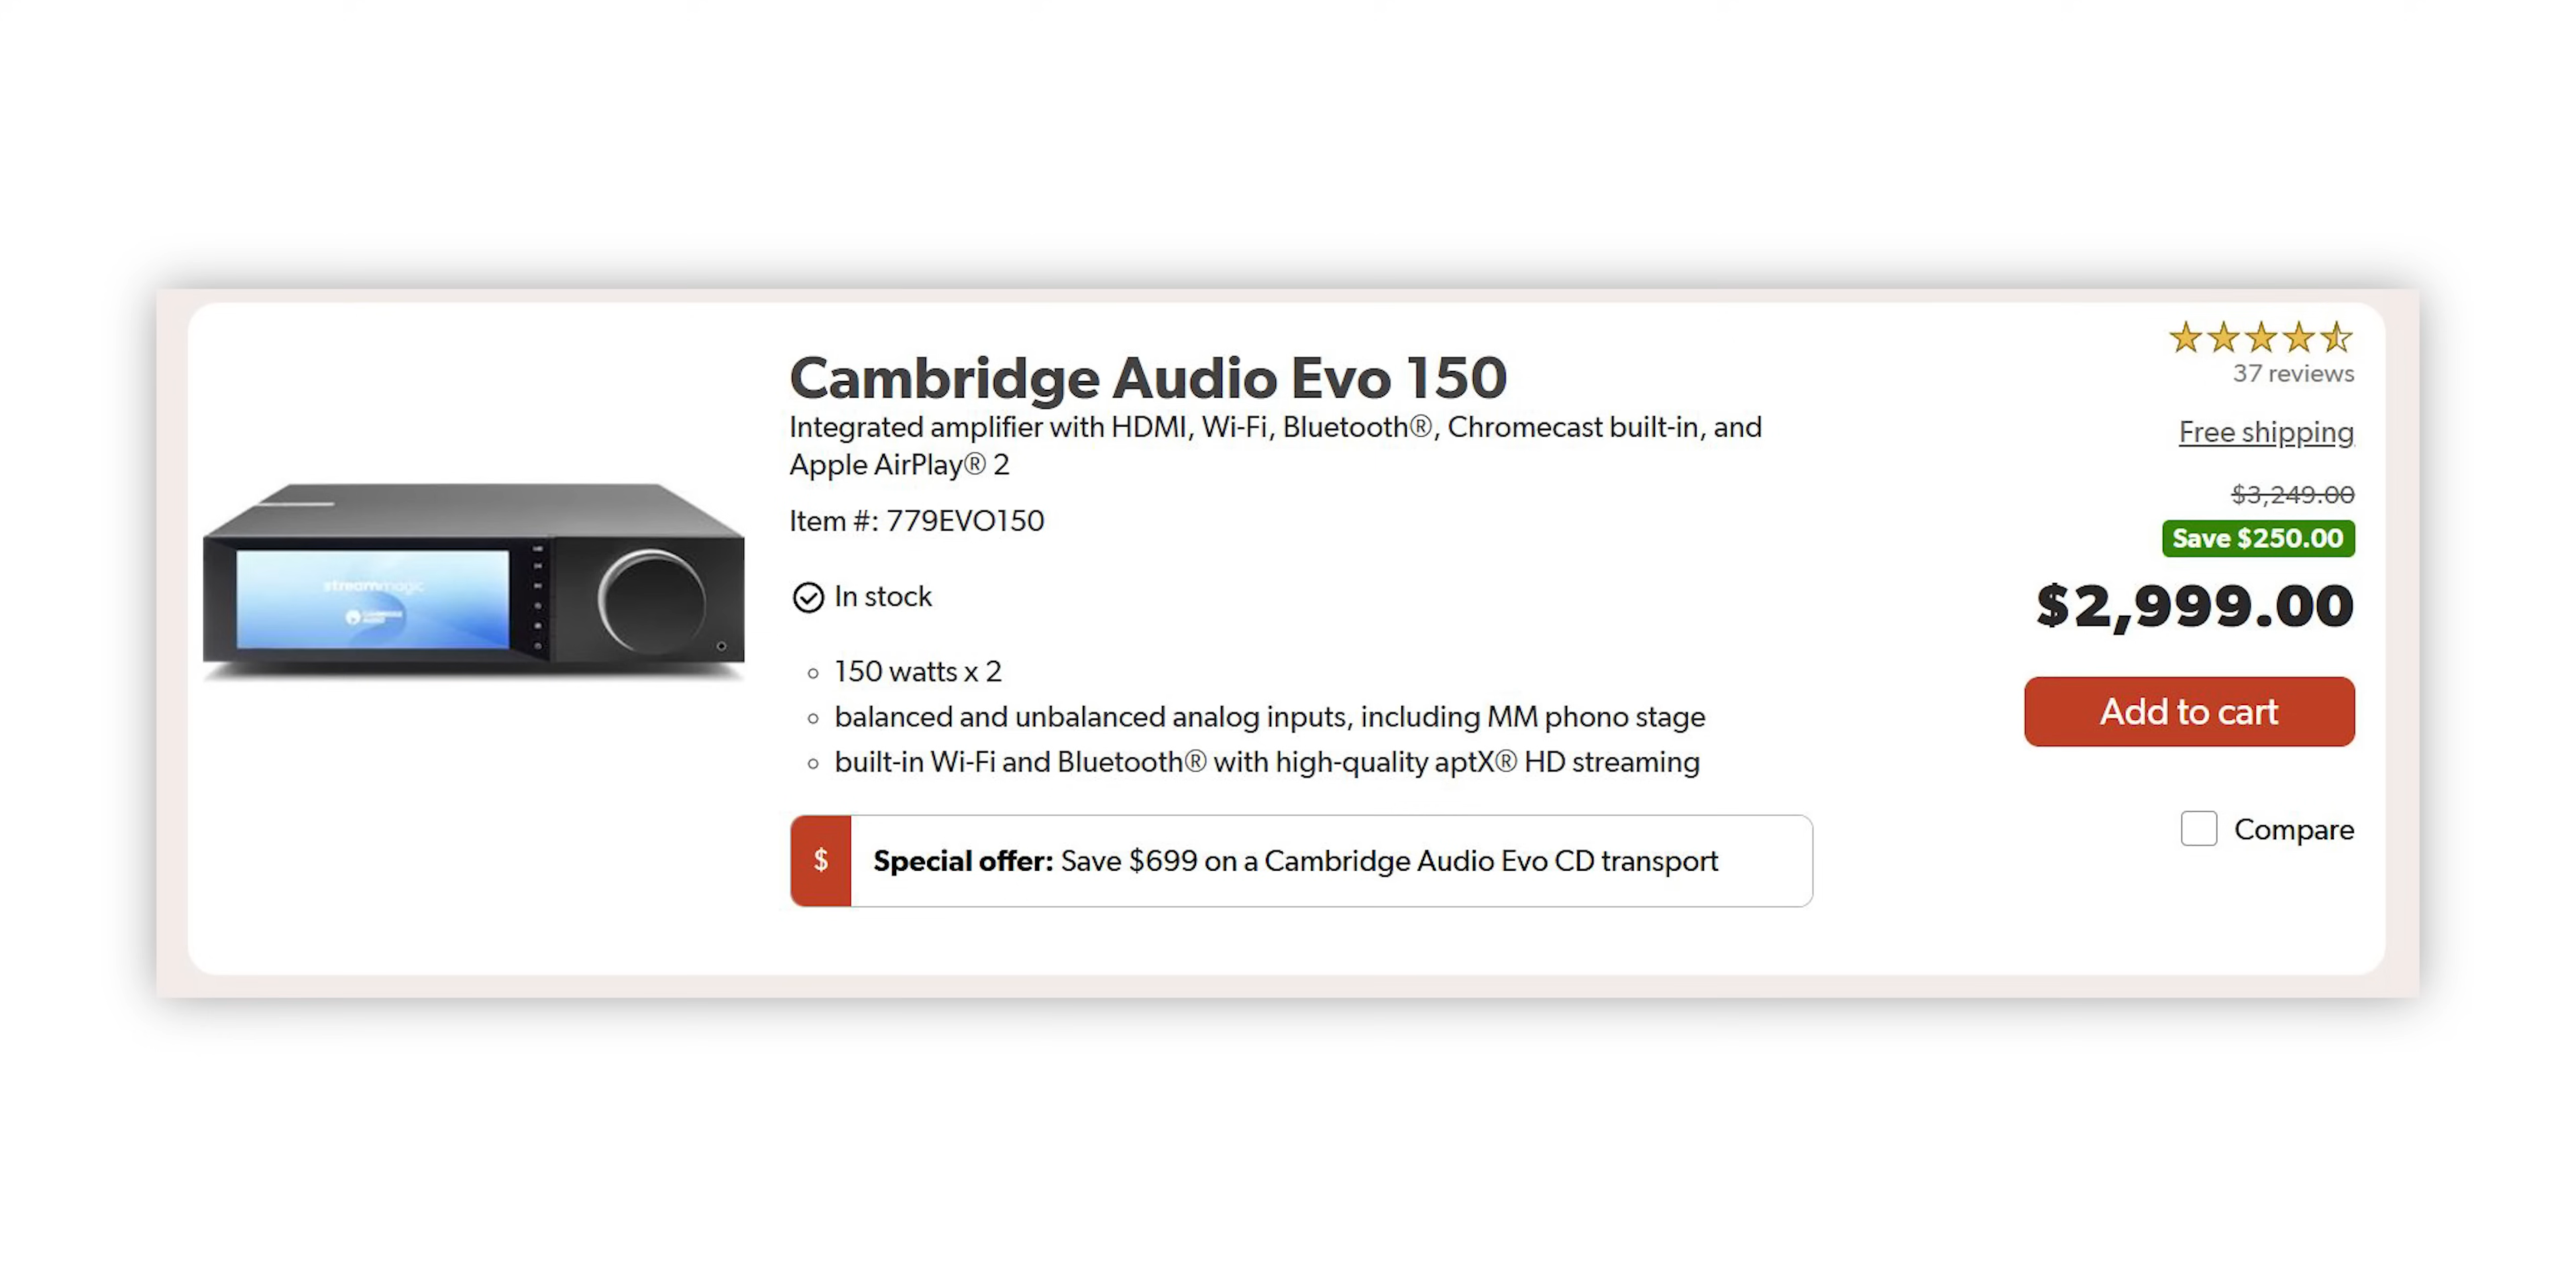 Cambridge Audio Evo 150
Integrated amplifier with HDMI, Wi-Fi, Bluetooth®, Chromecast built-in, and
Apple AirPlay® 2
Item #: 779EVO150
In stock
150 watts x 2
balanced and unbalanced analog inputs, including MM phono stage
built-in Wi-Fi and Bluetooth® with high-quality aptX® HD streaming
$
Special offer: Save $699 on a Cambridge Audio Evo CD transport
37 reviews
Free shipping
$3,249.00
Save $250.00
$2,999.00
Add to cart
Compare
streammagic
CAMBRIDGE
AUDIO